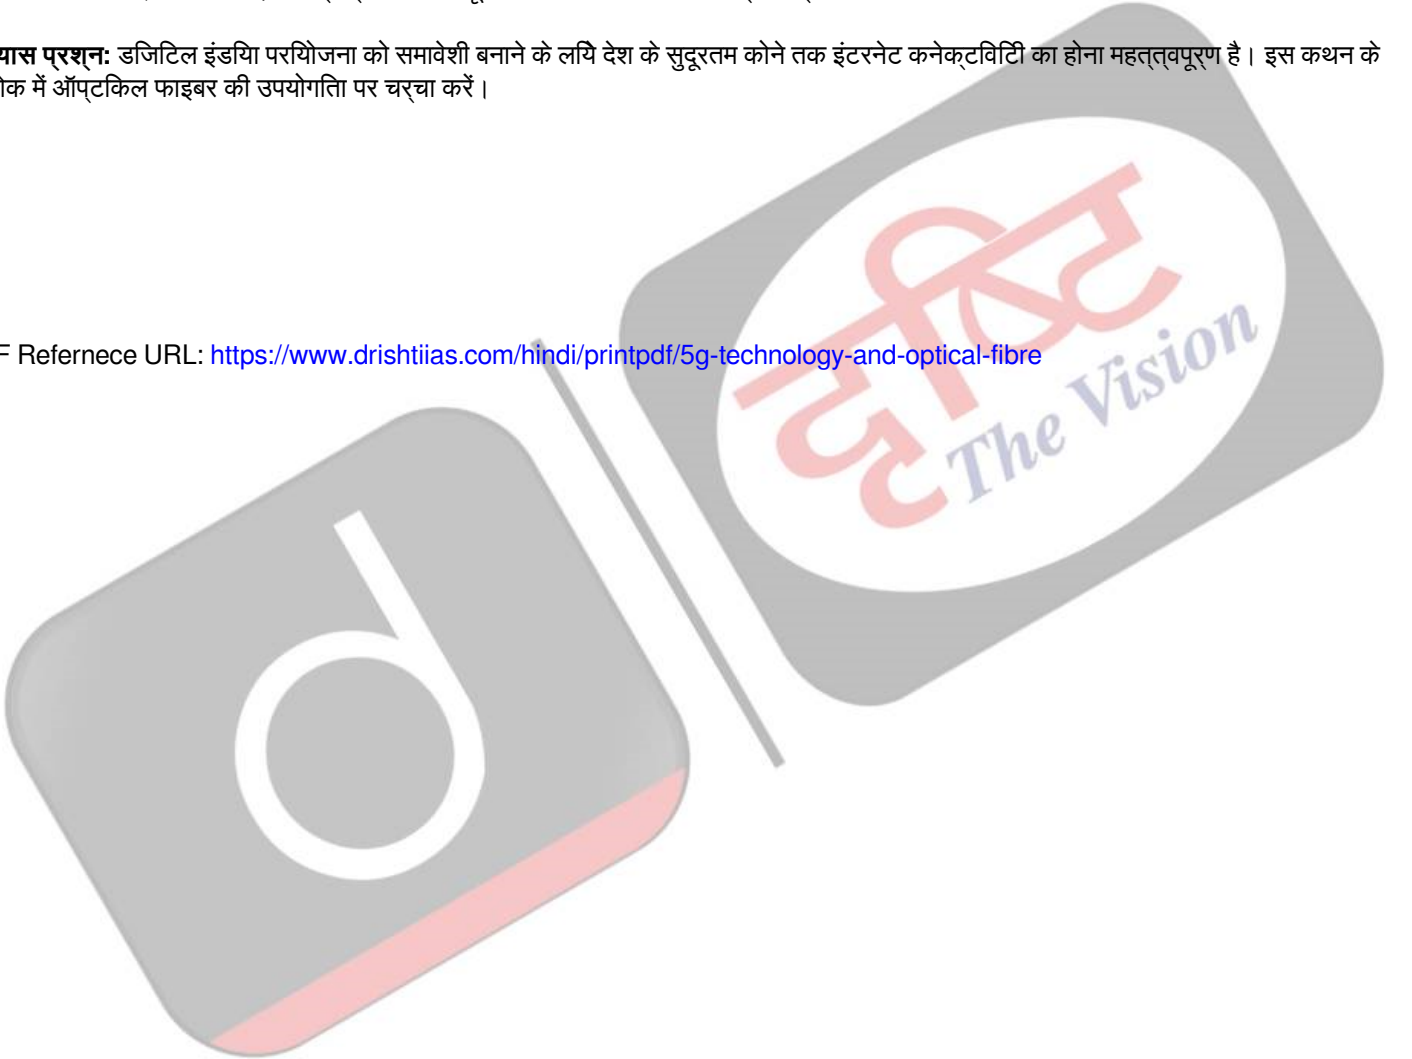 यास प्रश्न: डिजिटल इंडिया परियोजना को समावेशी बनाने के लिये देश के सुदूरतम कोने तक इंटरनेट कनेक्टिविटी का होना महत्त्वपूर्ण है। इस कथन के
ोक में ऑप्टिकल फाइबर की उपयोगिता पर चर्चा करें।
F Refernece URL: https://www.drishtiias.com/hindi/printpdf/5g-technology-and-optical-fibre
दृष्टि
The Vision
d